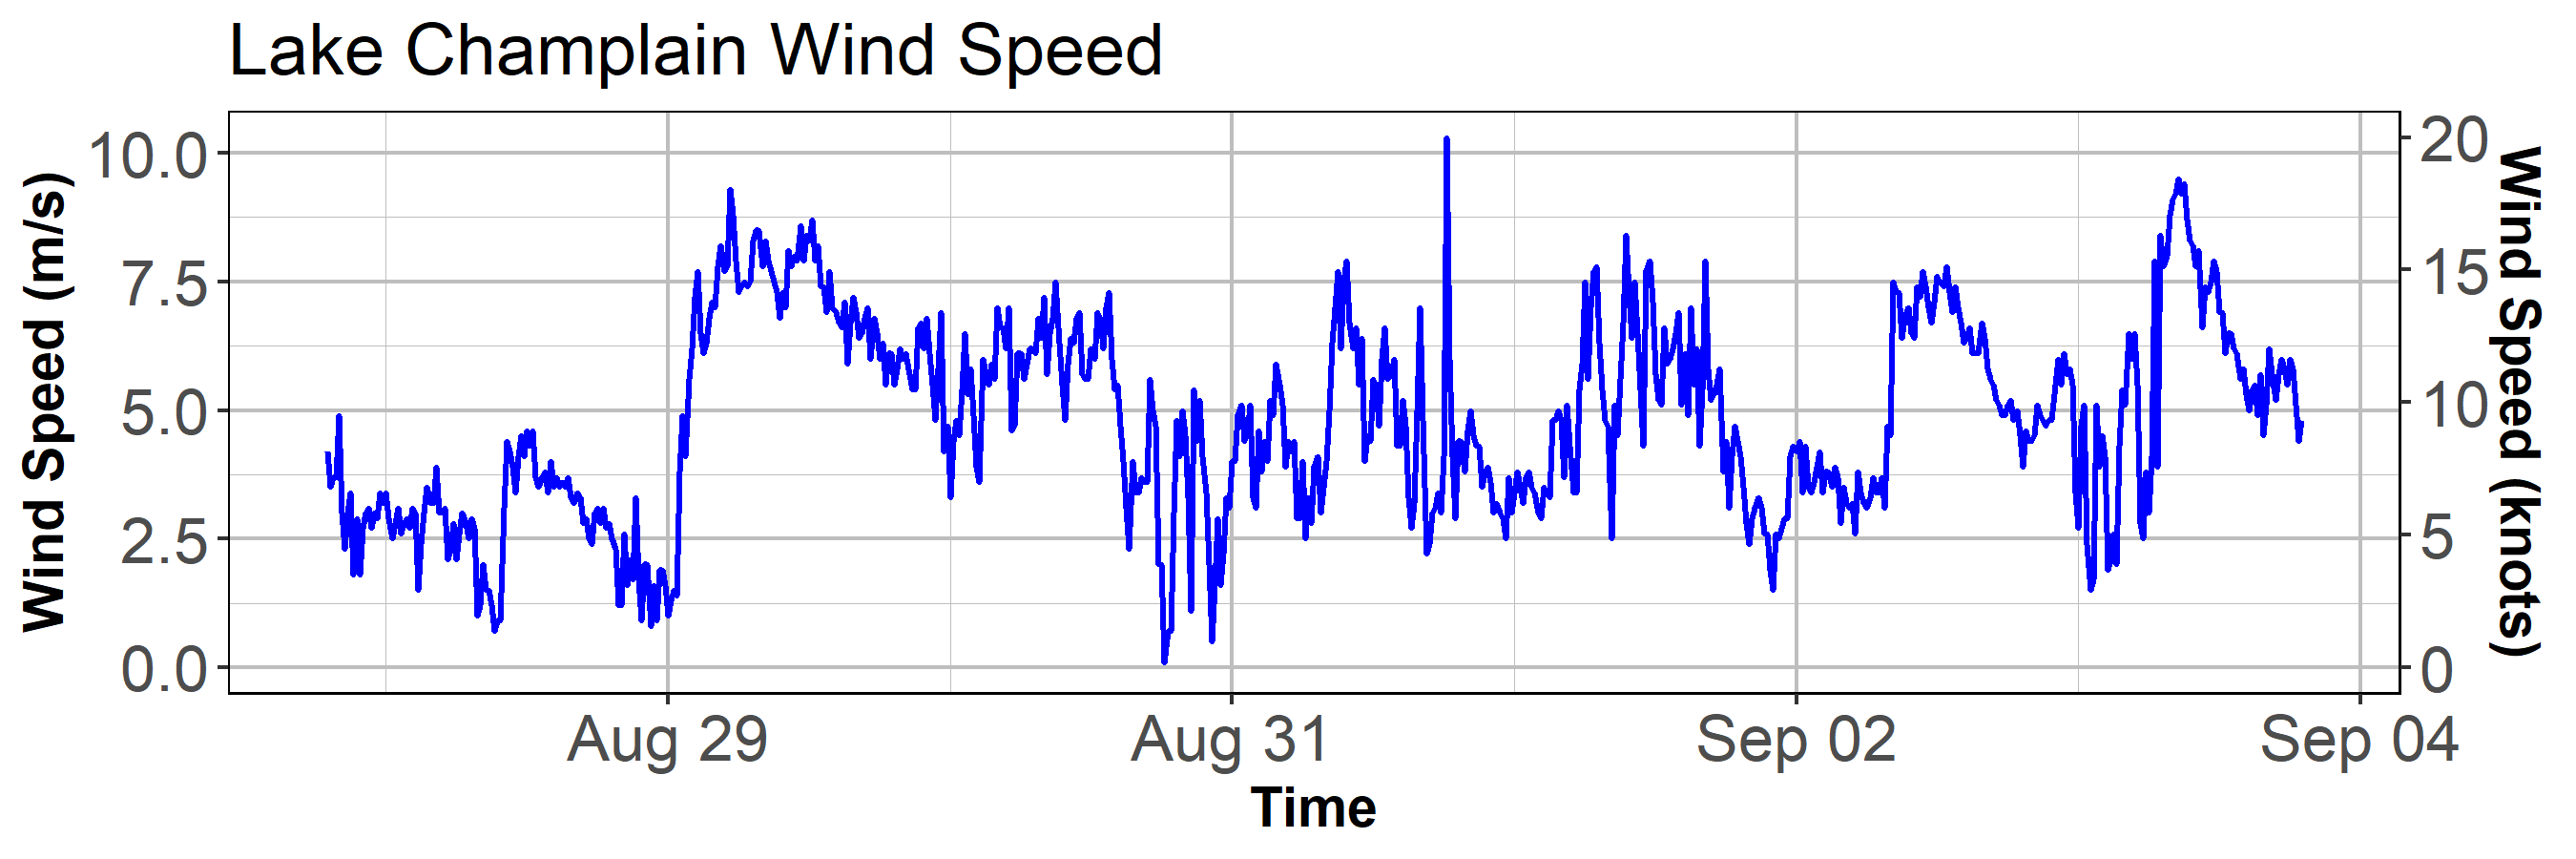 Lake Champlain Wind Speed
Wind Speed (m/s)
10.0
7.5
5.0
2.5
0.0
20
15
10
5
0
Wind Speed (knots)
Aug 29 Aug 31 Sep 02 Sep 04
Time